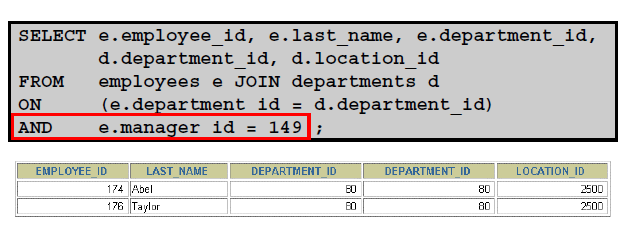 SELECT e.employee_id, e.last_name, e.department_id,
d.department_id, d.location_id
FROM employees e JOIN departments d
ON (e.department_id = d.department_id)
AND e.manager_id = 149 ;
EMPLOYEE_ID LAST_NAME DEPARTMENT_ID DEPARTMENT_ID LOCATION_ID
174 Abel 80 80 2500
176 Taylor 80 80 2500